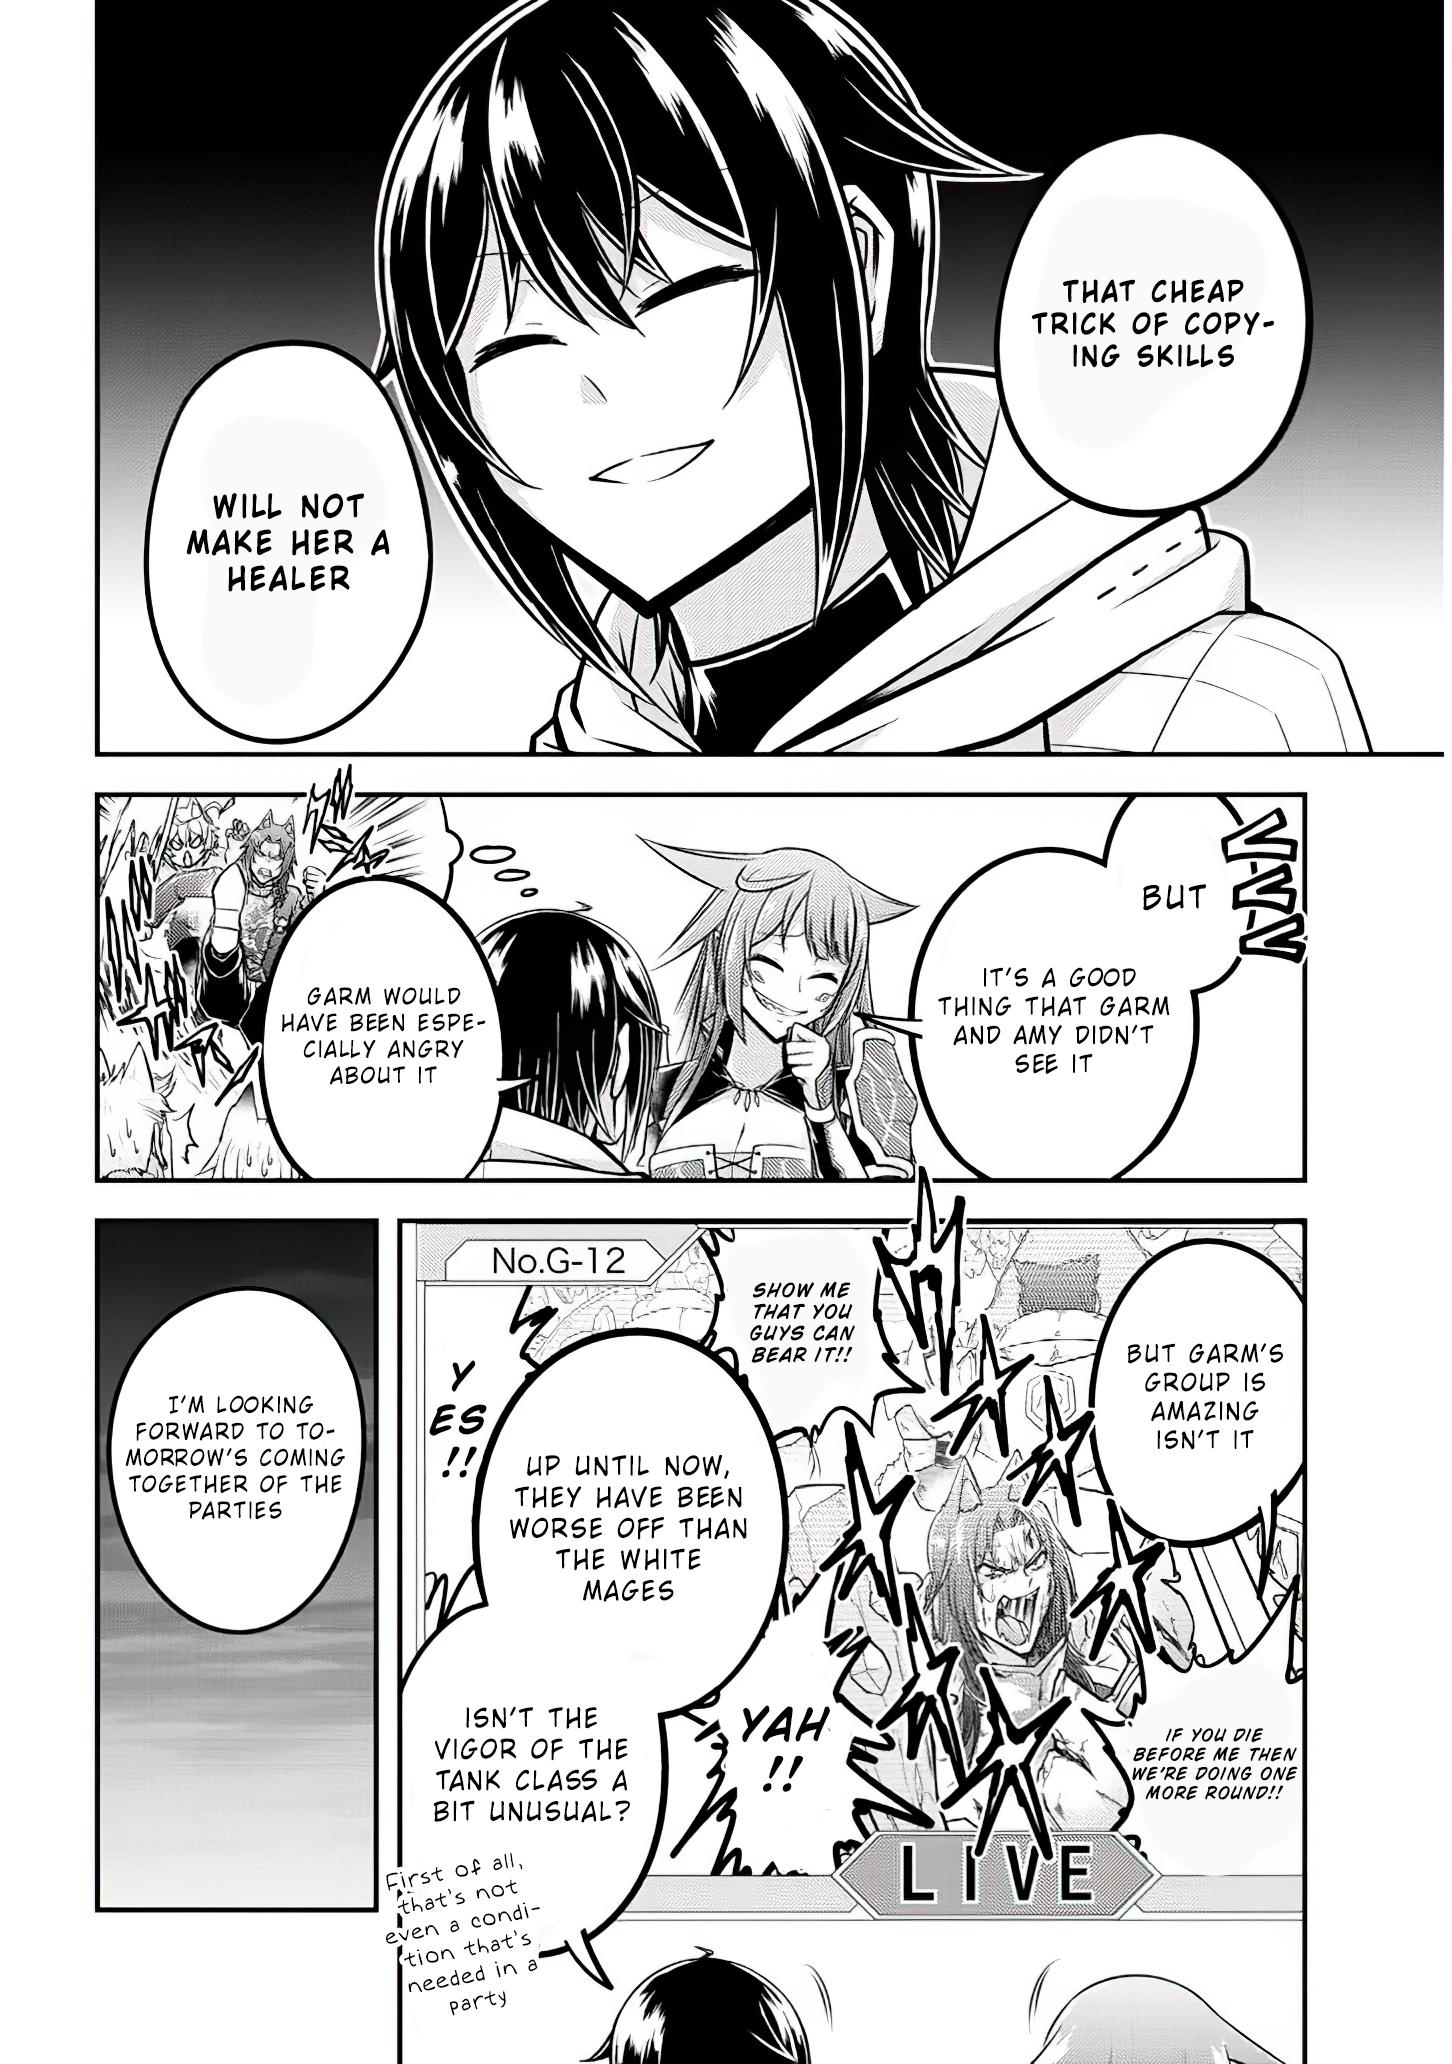 THAT CHEAP
TRICK OF COPY-
ING SKILLS
WILL NOT
MAKE HER A
HEALER
BUT
IT'S A GOOD
THING THAT GARM
AND AMY DIDN'T
SEE IT
GARM WOULD
HAVE BEEN ESPE-
CIALLY ANGRY
ABOUT IT
BUT GARM'S
GROUP IS
AMAZING
ISN'T IT
No.G-12
SHOW ME
THAT YOU
GUYS CAN
BEAR IT!!
Y
ES
!!
UP UNTIL NOW,
THEY HAVE BEEN
WORSE OFF THAN
THE WHITE
MAGES
IF YOU DIE
BEFORE ME THEN
WE'RE DOING ONE
MORE ROUND!!
YAH
!!
ISN'T THE
VIGOR OF THE
TANK CLASS A
BIT UNUSUAL?
LIVE
First of all,
that's not
even a condi-
tion that's
needed in a
party
I'M LOOKING
FORWARD TO TO-
MORROW'S COMING
TOGETHER OF THE
PARTIES